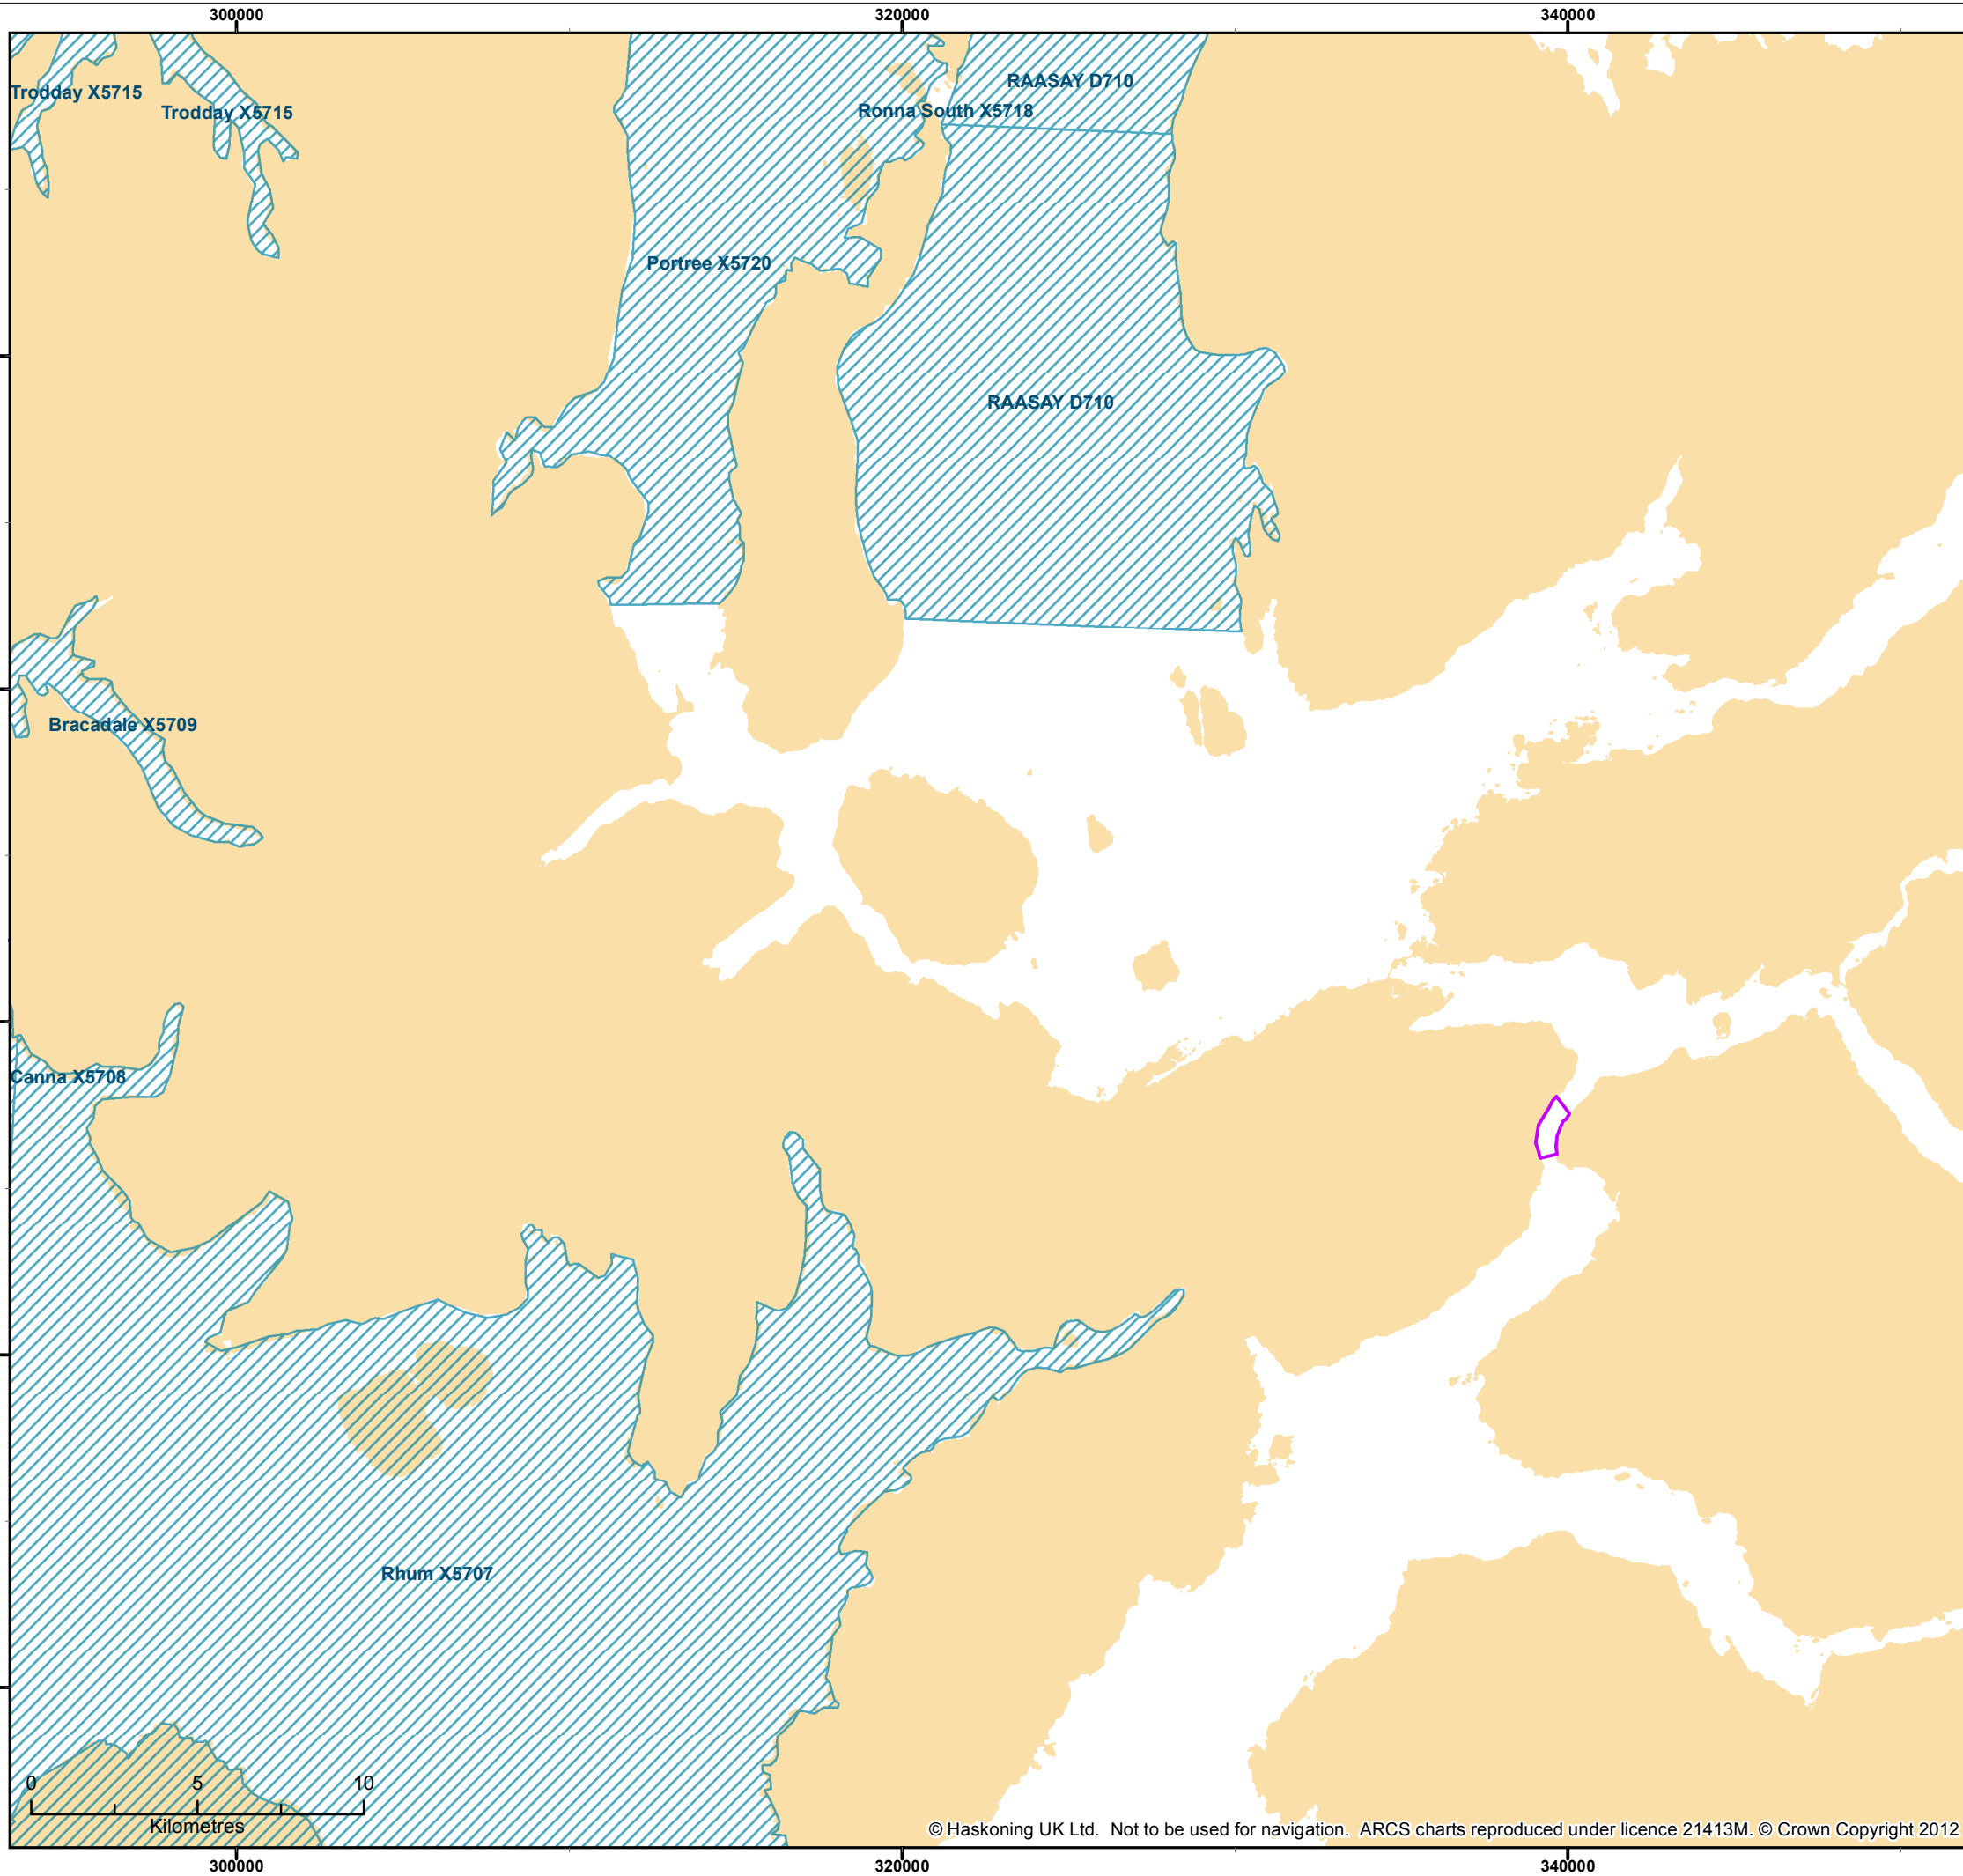 300000 320000 340000
RAASAY D710
Trodday X5715
Trodday X5715
Ronna South X5718
Portree X5720
RAASAY D710
Bracadale X5709
Canna X5708
Rhum X5707
0 5 10
Kilometres
© Haskoning UK Ltd. Not to be used for navigation. ARCS charts reproduced under licence 21413M. © Crown Copyright 2012
300000 320000 340000